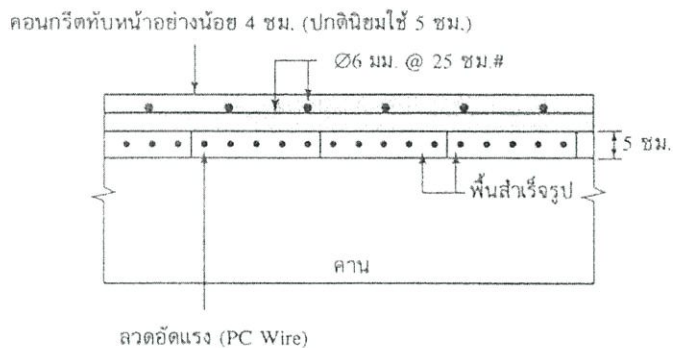 คอนกรีตทับหน้าอย่างน้อย 4 ซม. (ปกตินิยมใช้ 5 ซม.)
Ø6 มม. @ 25 ซม.#
5 ซม.
พื้นสำเร็จรูป
คาน
ลวดอัดแรง (PC Wire)